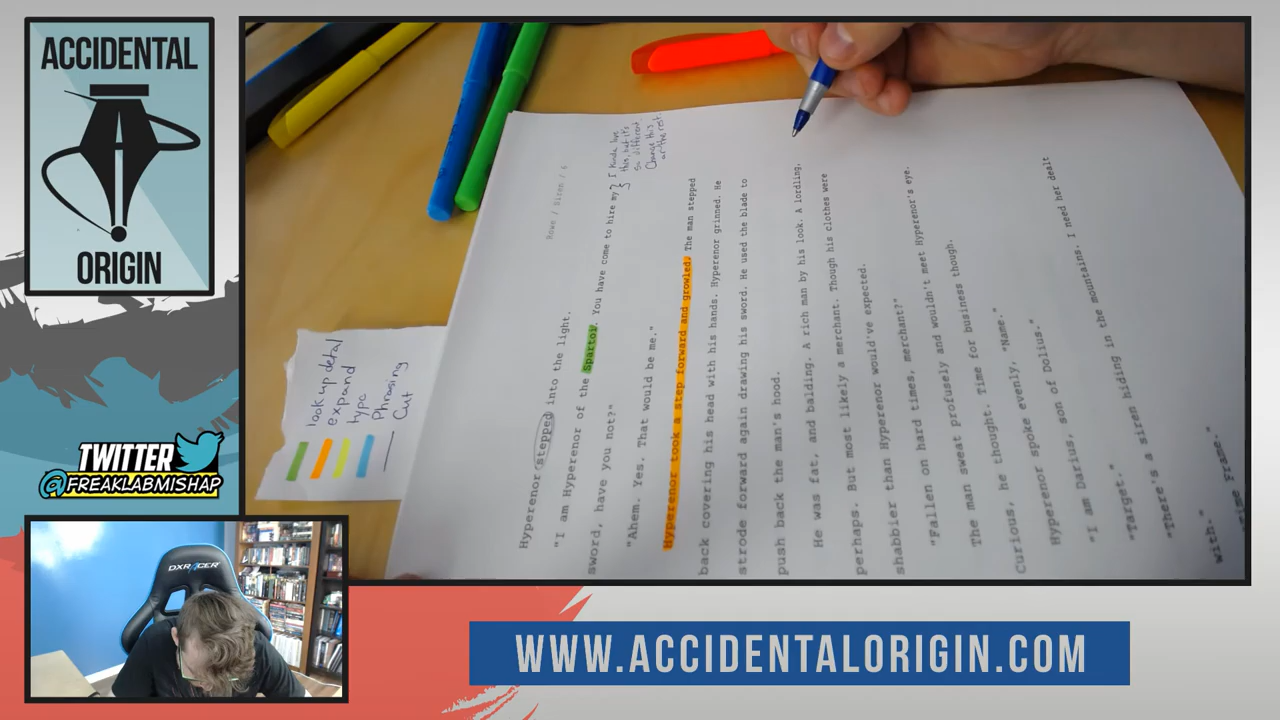 ACCIDENTAL
ORIGIN
TWITTER
@FREAKLABMISHAP
DXRACER
WWW.ACCIDENTALORIGIN.COM
look up detail
expand
typo
Phrasing
Cut
Rowe / Siren / 6
I kinda love
this, but it's
so different
Change this
or the rest.
Hyperenor stepped into the light.
"I am Hyperenor of the Spartoi. You have come to hire my
sword, have you not?"
"Ahem. Yes. That would be me."
Hyperenor took a step forward and growled. The man stepped
back covering his head with his hands. Hyperenor grinned. He
strode forward again drawing his sword. He used the blade to
push back the man's hood.
He was fat, and balding. A rich man by his look. A lordling,
perhaps. But most likely a merchant. Though his clothes were
shabbier than Hyperenor would've expected.
"Fallen on hard times, merchant?"
The man sweat profusely and wouldn't meet Hyperenor's eye.
Curious, he thought. Time for business though.
Hyperenor spoke evenly, "Name."
"I am Darius, son of Dolius."
"Target."
"There's a siren hiding in the mountains. I need her dealt
with."
Frame."